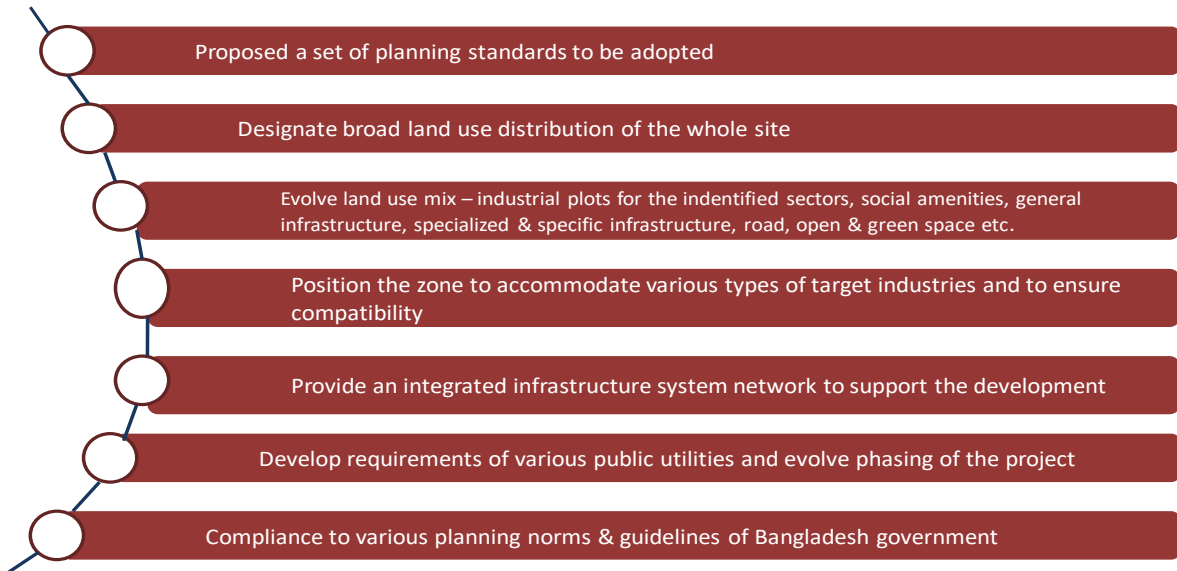 Proposed a set of planning standards to be adopted
Designate broad land use distribution of the whole site
Evolve land use mix – industrial plots for the indentified sectors, social amenities, general
infrastructure, specialized & specific infrastructure, road, open & green space etc.
Position the zone to accommodate various types of target industries and to ensure
compatibility
Provide an integrated infrastructure system network to support the development
Develop requirements of various public utilities and evolve phasing of the project
Compliance to various planning norms & guidelines of Bangladesh government